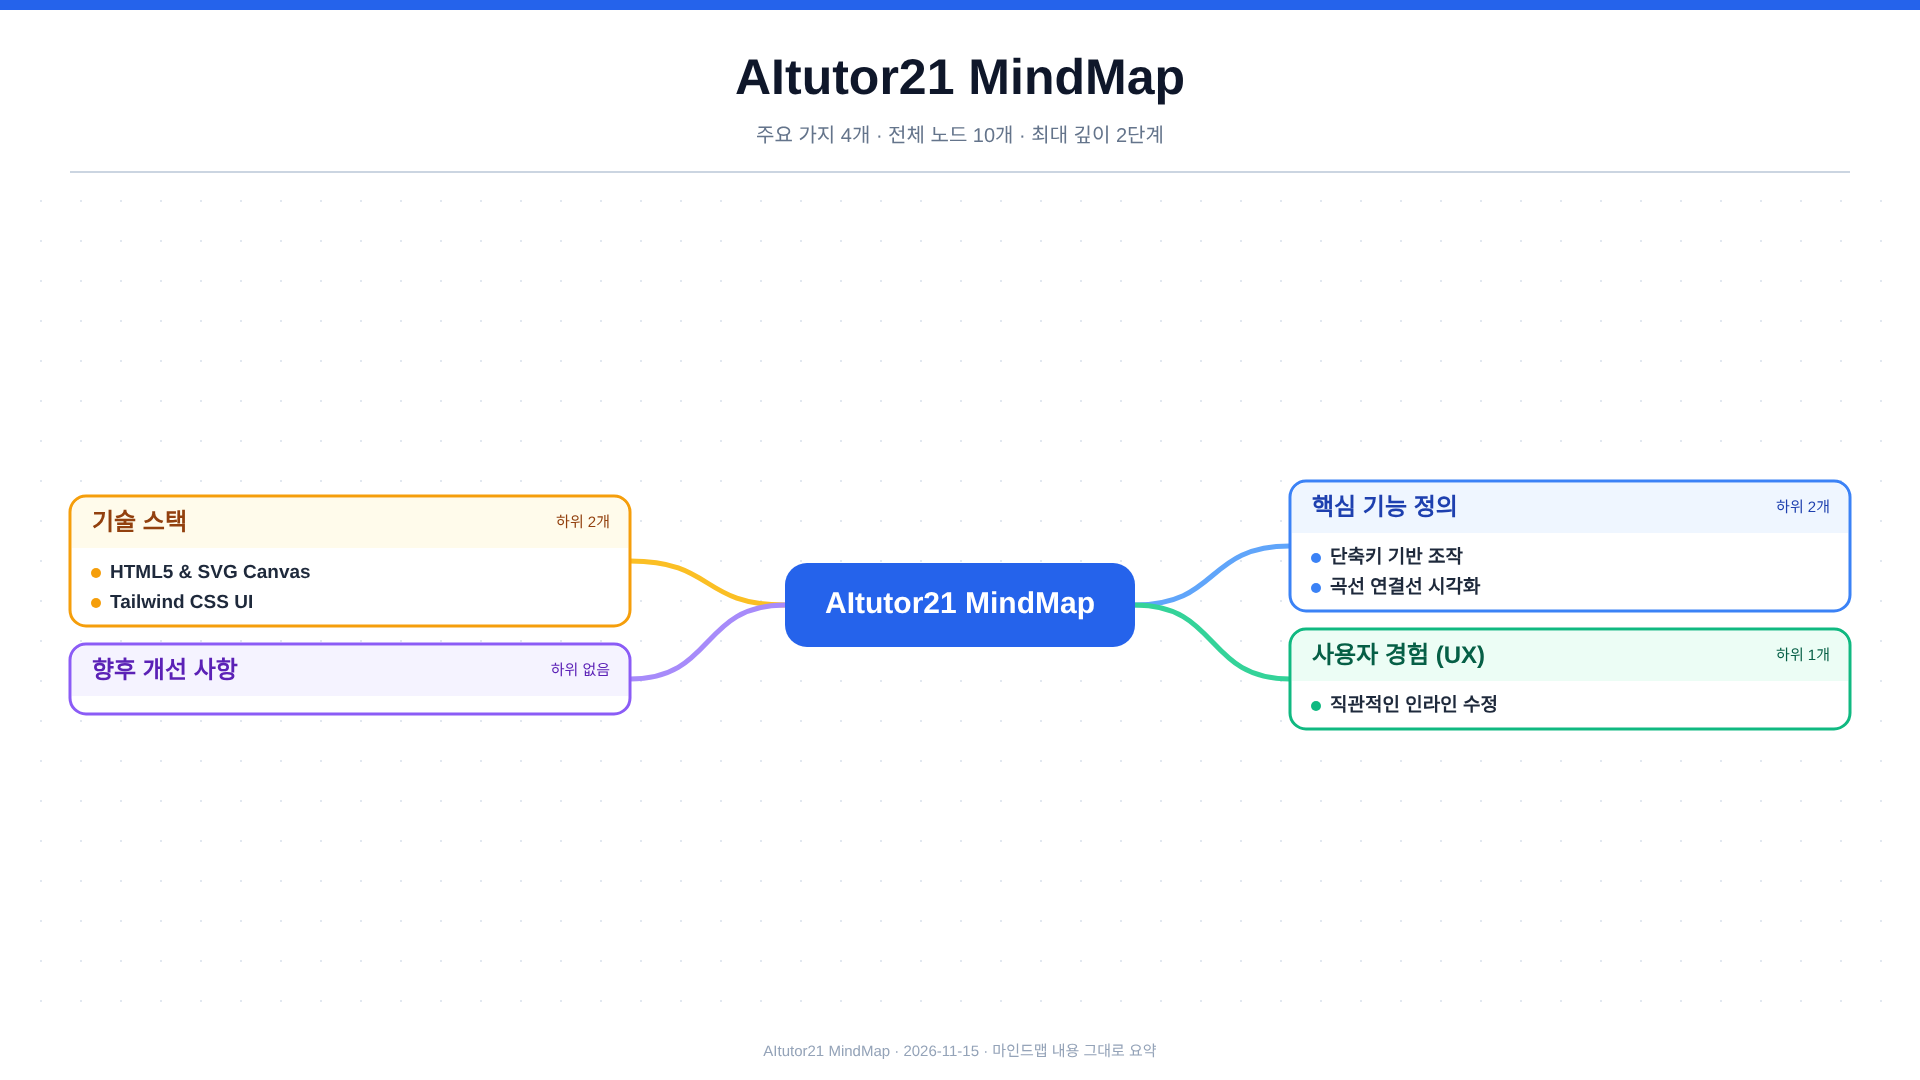 AItutor21 MindMap
주요 가지 4개 · 전체 노드 10개 · 최대 깊이 2단계
기술 스택
하위 2개
HTML5 & SVG Canvas
Tailwind CSS UI
향후 개선 사항
하위 없음
AItutor21 MindMap
핵심 기능 정의
하위 2개
단축키 기반 조작
곡선 연결선 시각화
사용자 경험 (UX)
하위 1개
직관적인 인라인 수정
AItutor21 MindMap · 2026-11-15 · 마인드맵 내용 그대로 요약